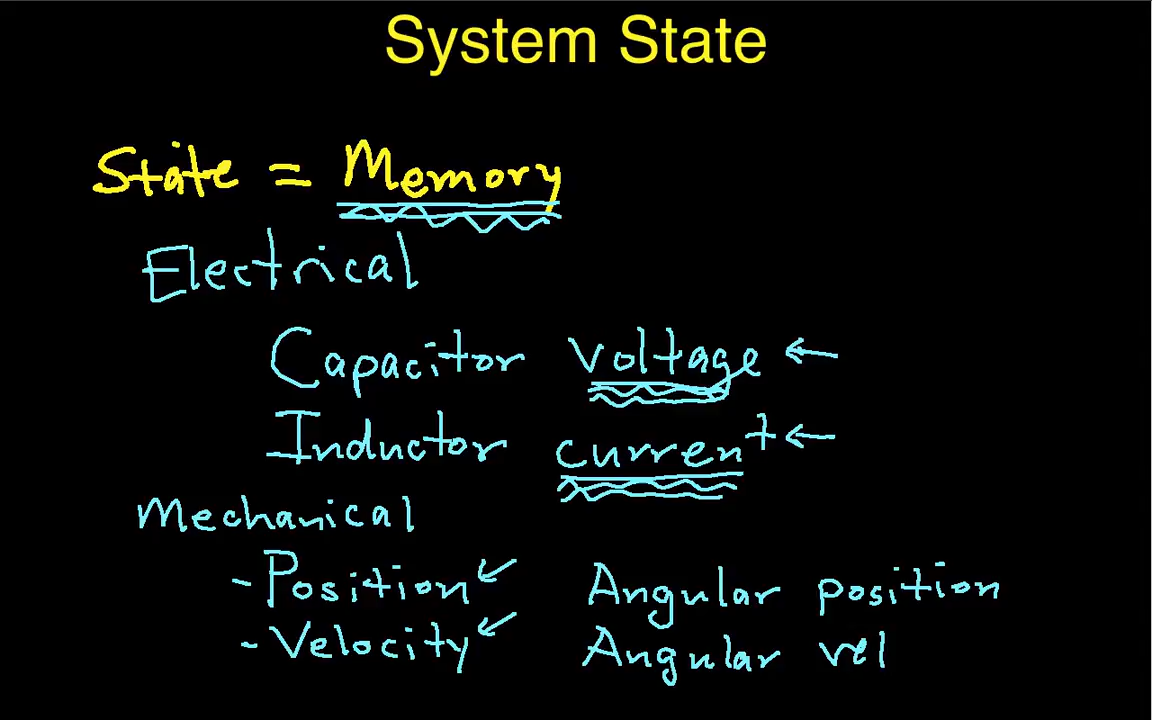 System State
State = Memory
Electrical
Capacitor voltage ←
Inductor current ←
Mechanical
- Position ↙ Angular position
- Velocity ↙ Angular vel